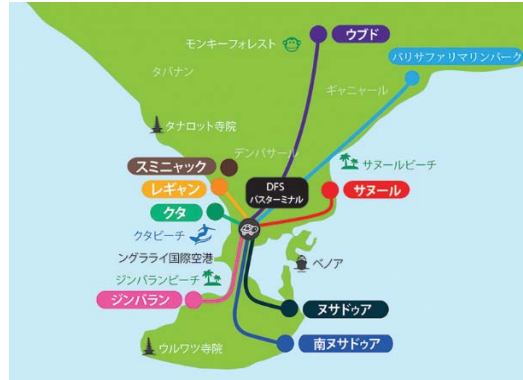 ウブド
モンキーフォレスト
バリサファリマリンパーク
タバナン
ギャニャール
タナロット寺院
デンパサール
スミニャック
サヌールビーチ
レギャン
DFS
バスターミナル
サヌール
クタ
クタビーチ
ングラライ国際空港
ベノア
ジンバランビーチ
ジンバラン
ヌサドゥア
南ヌサドゥア
ウルワツ寺院